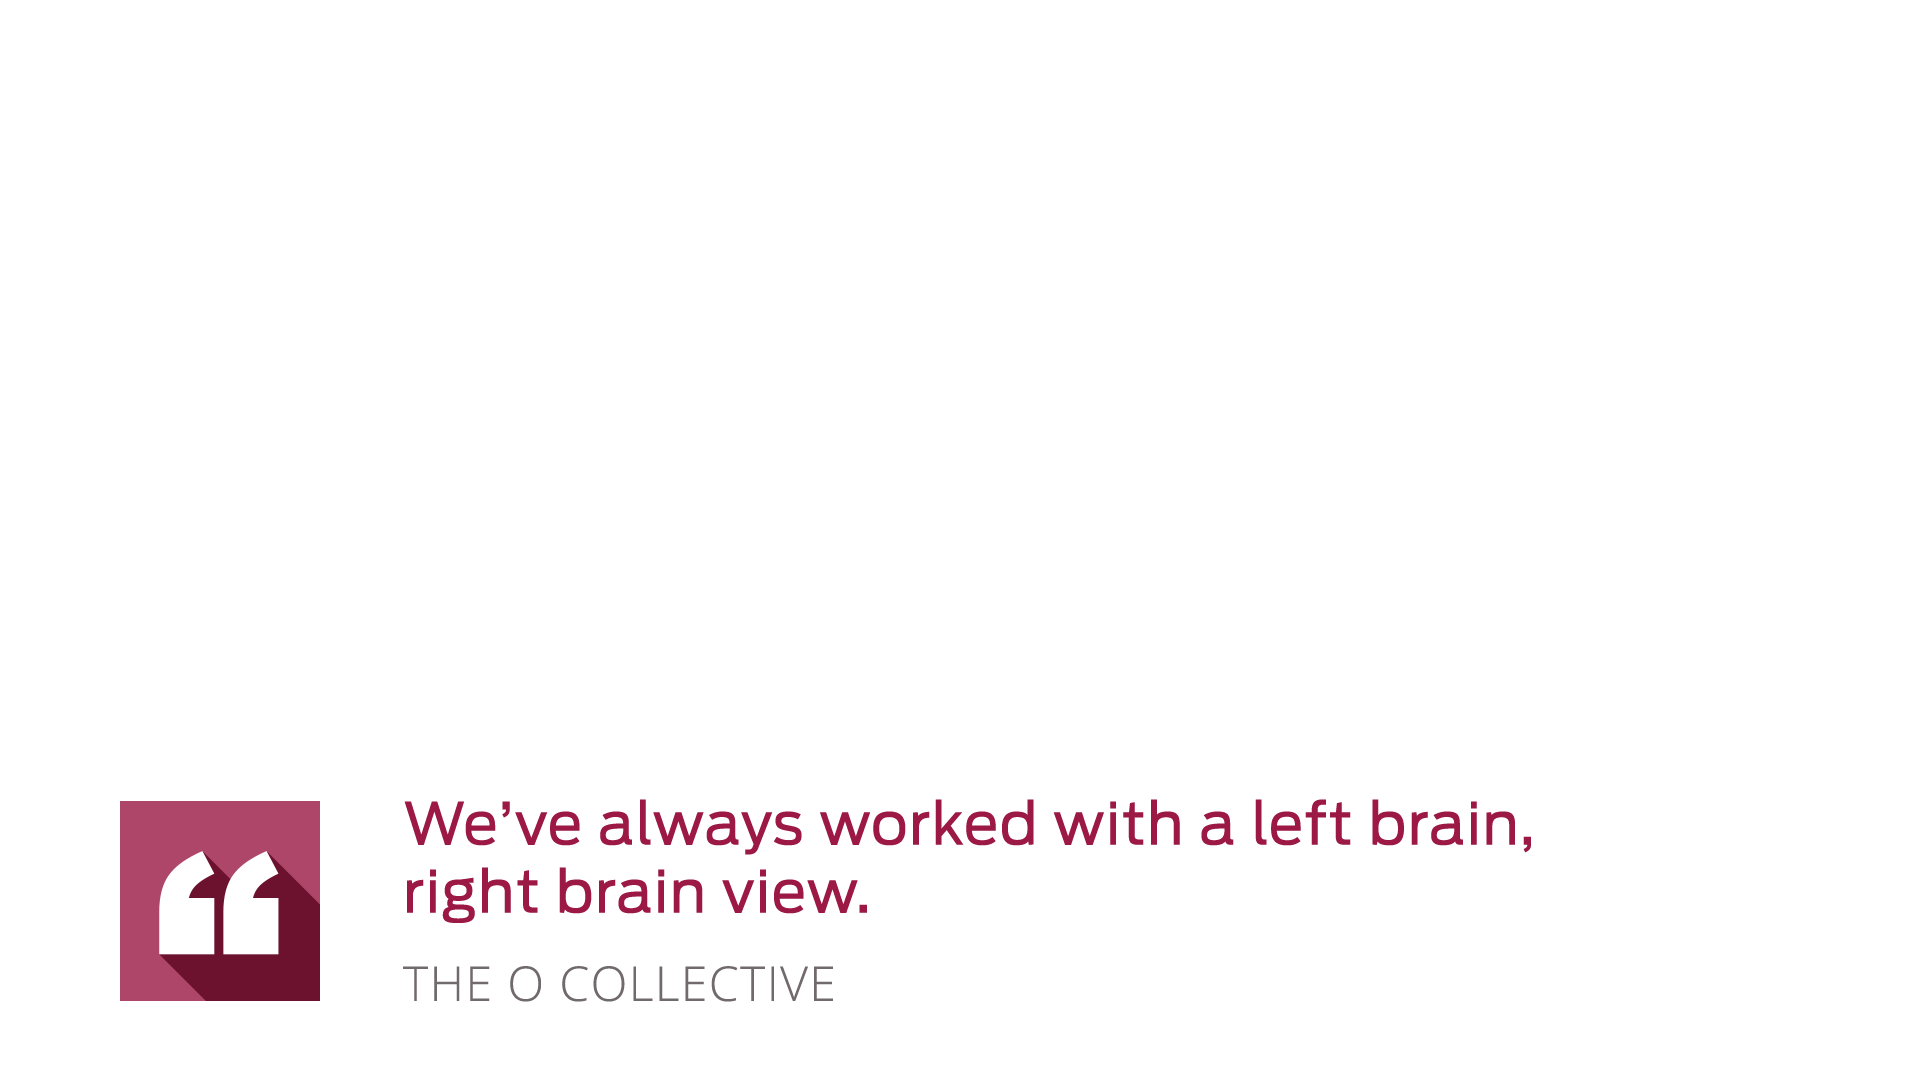 We’ve always worked with a left brain,
right brain view.
THE O COLLECTIVE